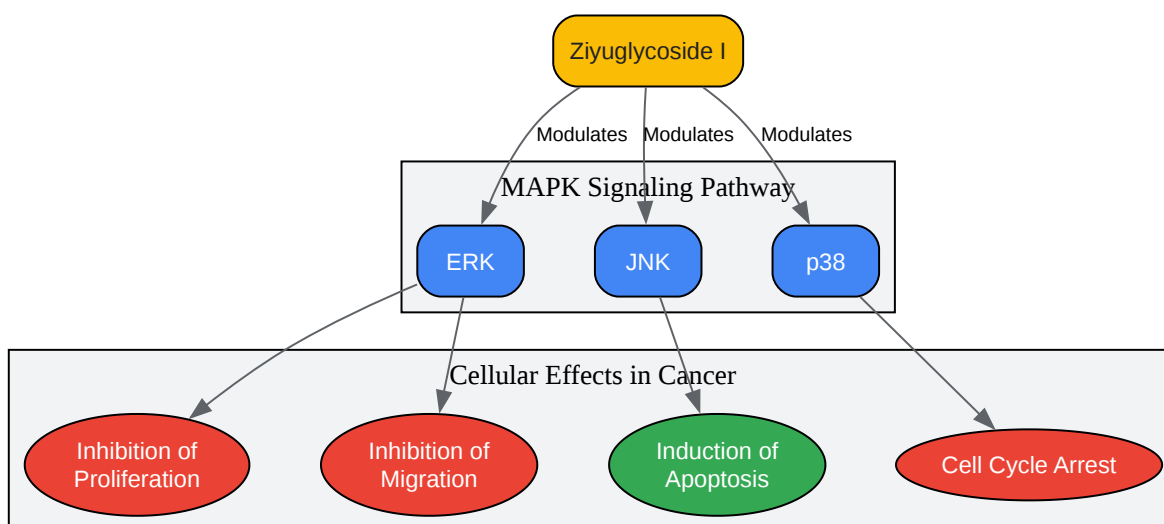 Ziyuglycoside I
Modulates
Modulates
Modulates
MAPK Signaling Pathway
ERK
JNK
p38
Cellular Effects in Cancer
Inhibition of
Proliferation
Inhibition of
Migration
Induction of
Apoptosis
Cell Cycle Arrest